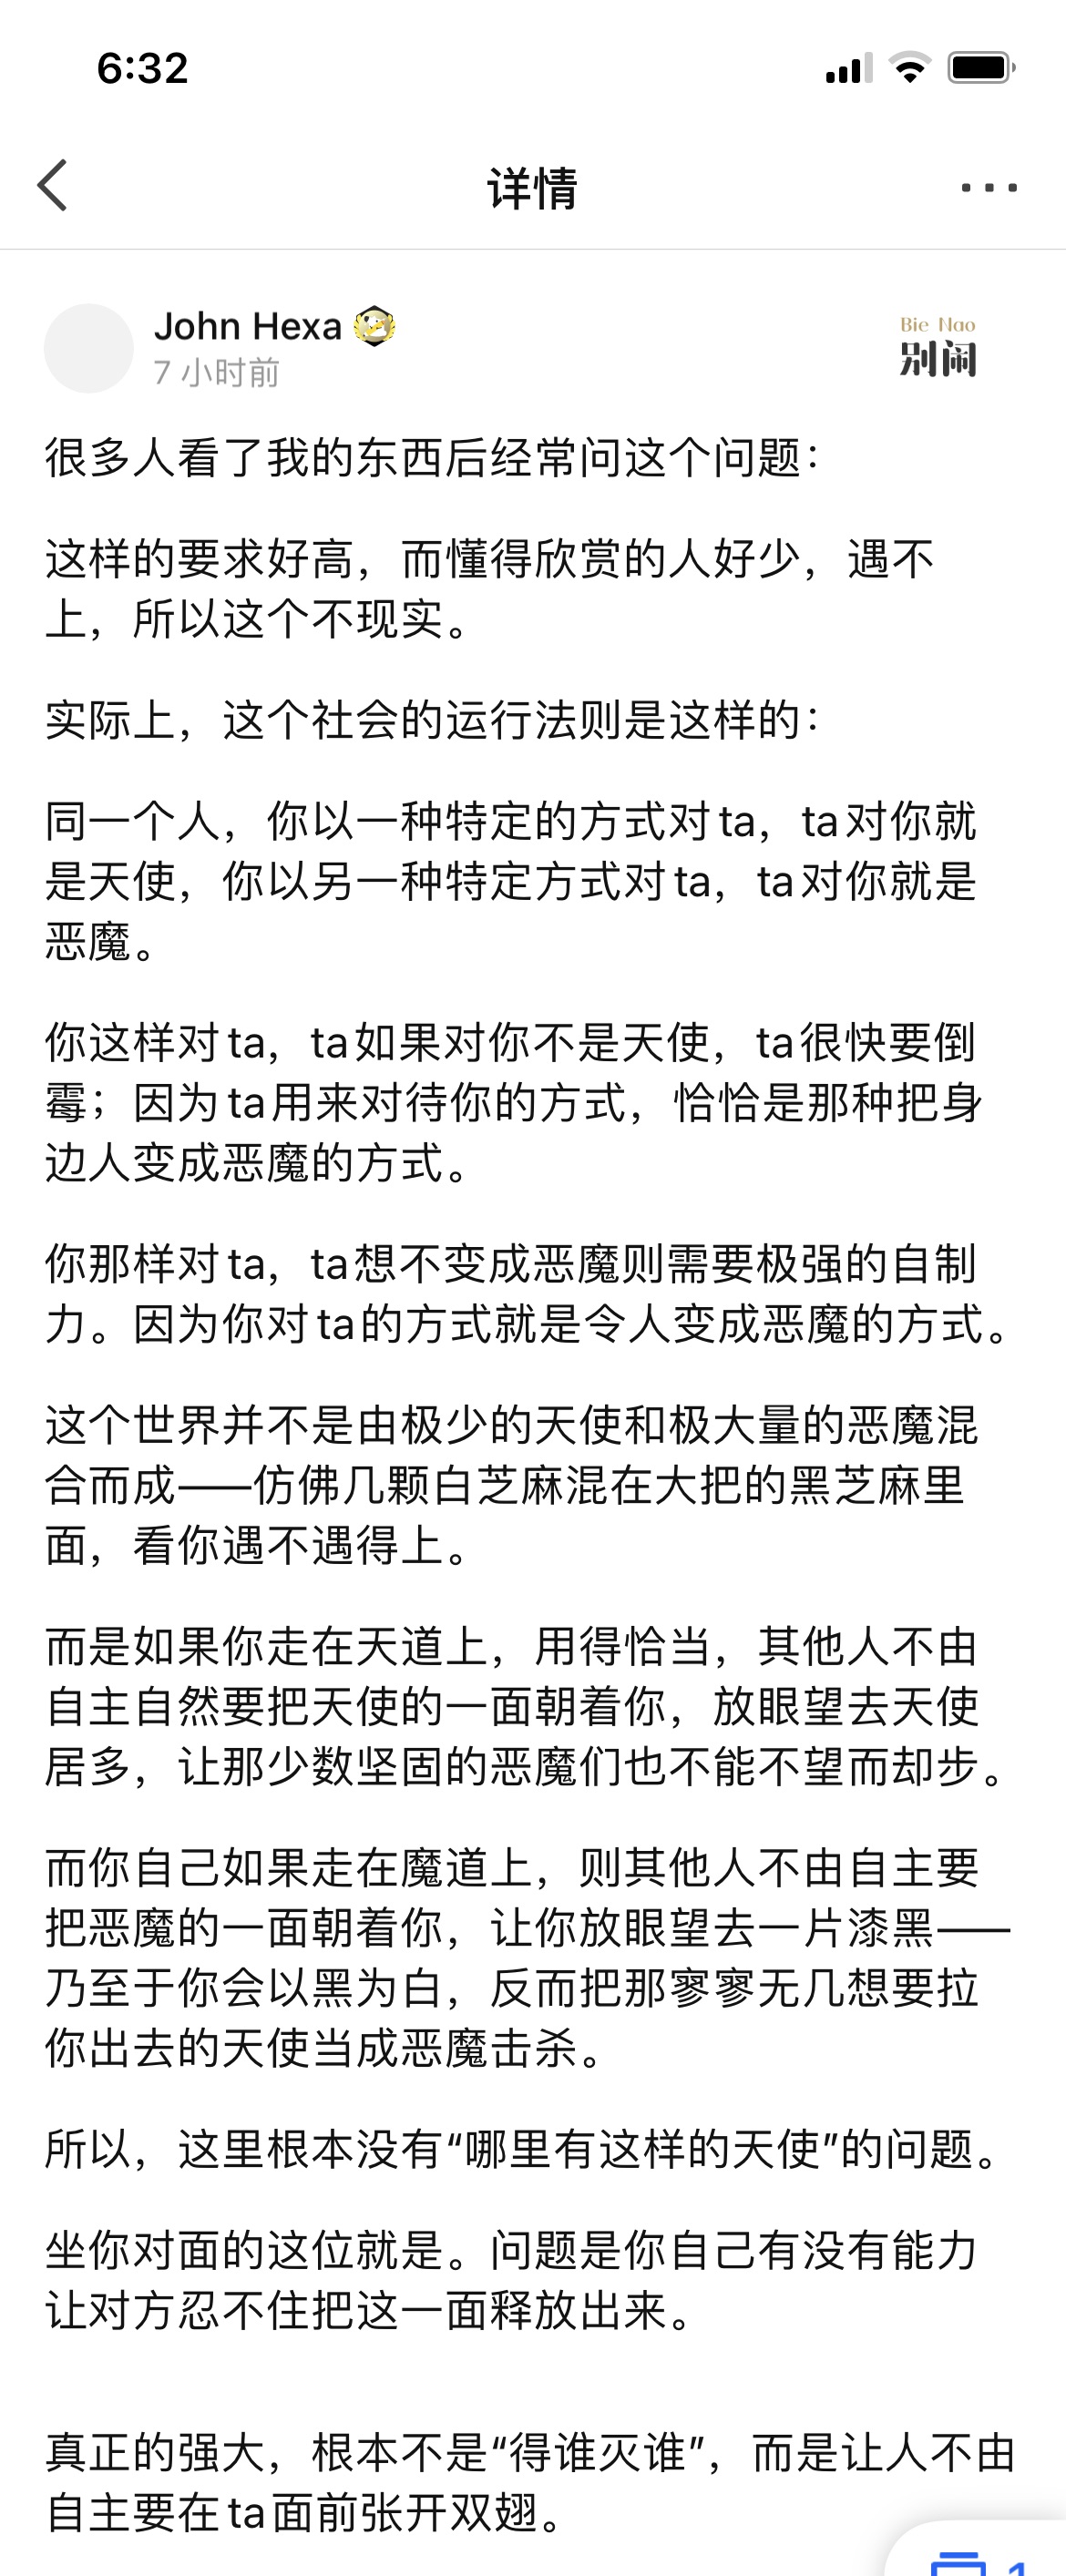 6:32
详情
John Hexa
7 小时前
Bie Nao
别闹
很多人看了我的东西后经常问这个问题：
这样的要求好高，而懂得欣赏的人好少，遇不
上，所以这个不现实。
实际上，这个社会的运行法则是这样的：
同一个人，你以一种特定的方式对ta，ta对你就
是天使，你以另一种特定方式对ta，ta对你就是
恶魔。
你这样对ta，ta如果对你不是天使，ta很快要倒
霉；因为ta用来对待你的方式，恰恰是那种把身
边人变成恶魔的方式。
你那样对ta，ta想不变成恶魔则需要极强的自制
力。因为你对ta的方式就是令人变成恶魔的方式。
这个世界并不是由极少的天使和极大量的恶魔混
合而成——仿佛几颗白芝麻混在大把的黑芝麻里
面，看你遇不遇得上。
而是如果你走在天道上，用得恰当，其他人不由
自主自然要把天使的一面朝着你，放眼望去天使
居多，让那少数坚固的恶魔们也不能不望而却步。
而你自己如果走在魔道上，则其他人不由自主要
把恶魔的一面朝着你，让你放眼望去一片漆黑——
乃至于你会以黑为白，反而把那寥寥无几想要拉
你出去的天使当成恶魔击杀。
所以，这里根本没有“哪里有这样的天使”的问题。
坐你对面的这位就是。问题是你自己有没有能力
让对方忍不住把这一面释放出来。
真正的强大，根本不是“得谁灭谁”，而是让人不由
自主要在ta面前张开双翅。
1